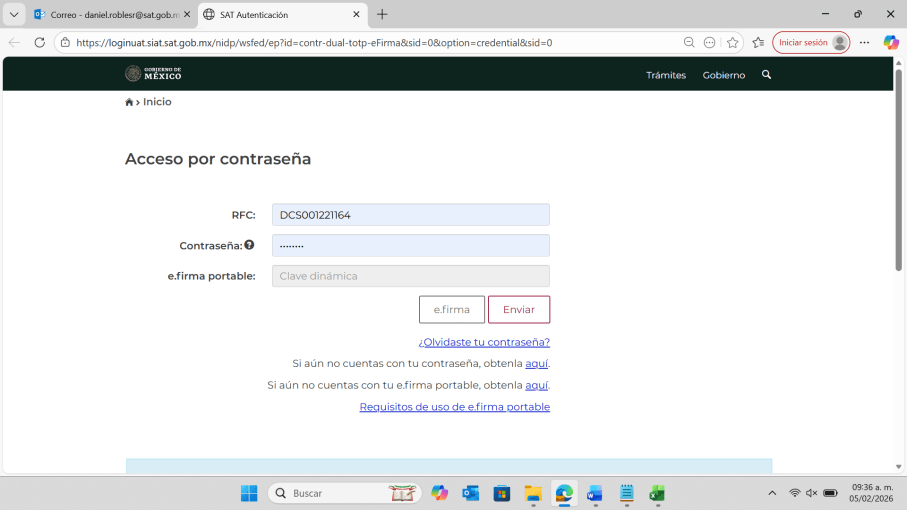 Correo - daniel.roblesr@sat.gob.m
SAT Autenticación
https://loginuat.siat.sat.gob.mx/nidp/wsfed/ep?id=contr-dual-totp-eFirma&sid=0&option=credential&sid=0
Iniciar sesión
GOBIERNO DE
MÉXICO
Trámites Gobierno
Inicio
Acceso por contraseña
RFC: DCS001221164
Contraseña: ········
e.firma portable: Clave dinámica
e.firma Enviar
¿Olvidaste tu contraseña?
Si aún no cuentas con tu contraseña, obtenla aquí.
Si aún no cuentas con tu e.firma portable, obtenla aquí.
Requisitos de uso de e.firma portable
Buscar
09:36 a. m.
05/02/2026